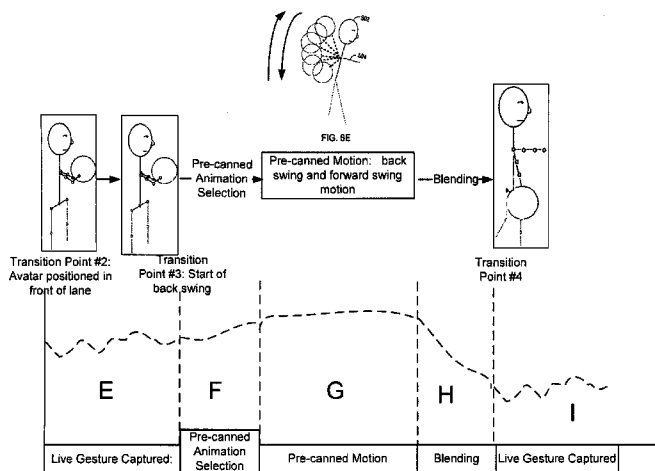 502
504
FIG. 5E
Pre-canned
Animation
Selection
Pre-canned Motion: back
swing and forward swing
motion
Blending
Transition Point #2:
Avatar positioned in
front of lane
Transition
Point #3: Start of
back swing
Transition
Point #4
E
F
G
H
I
Live Gesture Captured:
Pre-canned
Animation
Selection
Pre-canned Motion
Blending
Live Gesture Captured